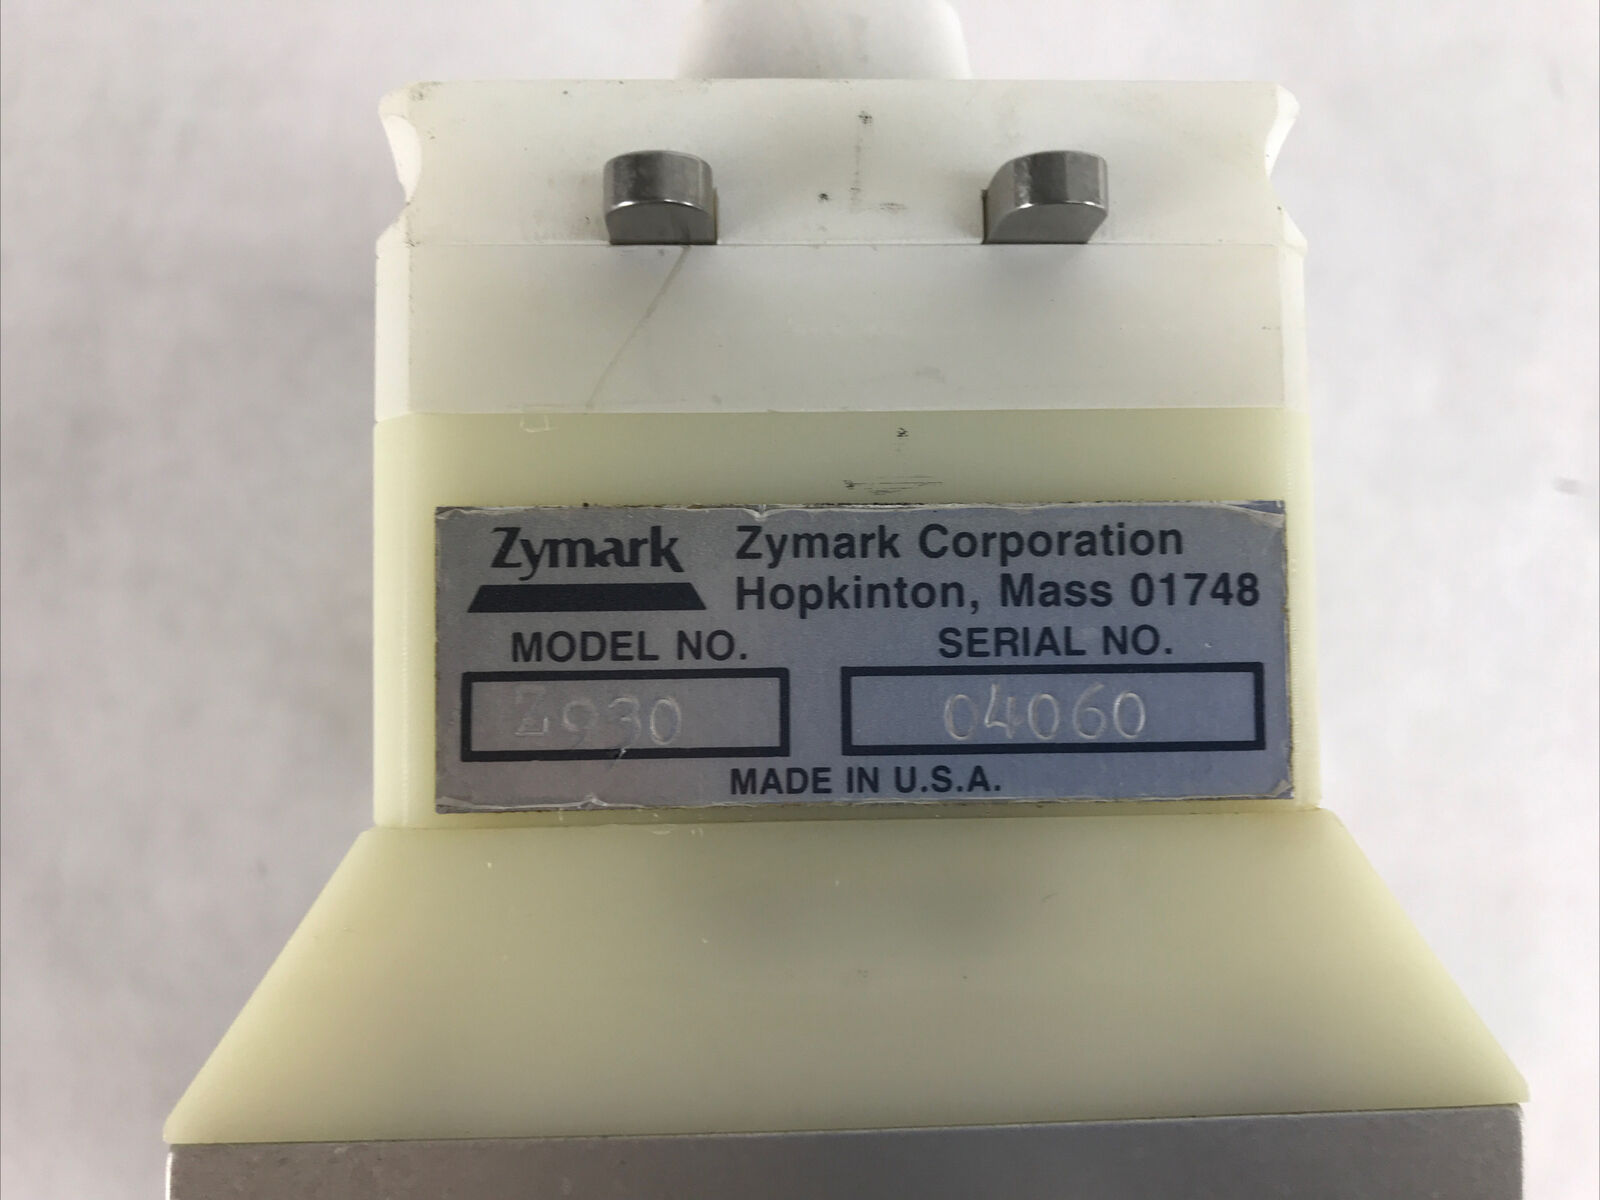 Zymark
Zymark Corporation
Hopkinton, Mass 01748
MODEL NO.
SERIAL NO.
Z930
04060
MADE IN U.S.A.